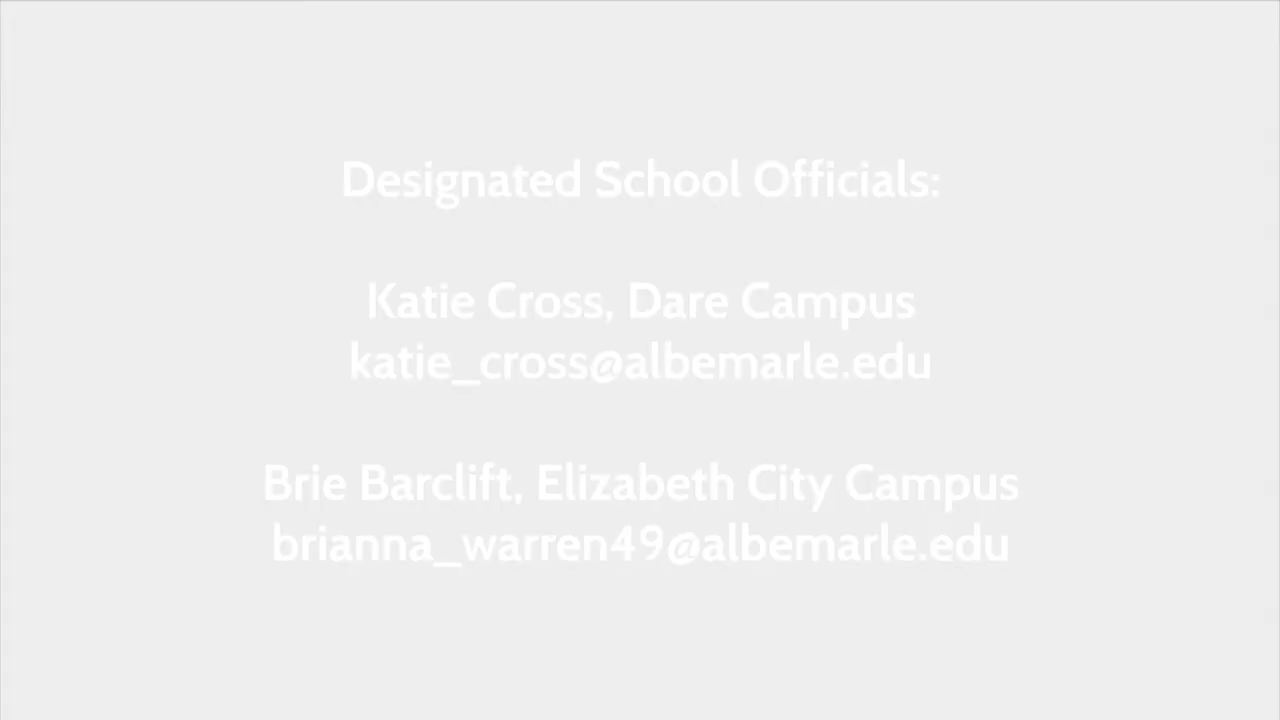 Designated School Officials:
Katie Cross, Dare Campus
katie_cross@albemarle.edu
Brie Barclift, Elizabeth City Campus
brianna_warren49@albemarle.edu